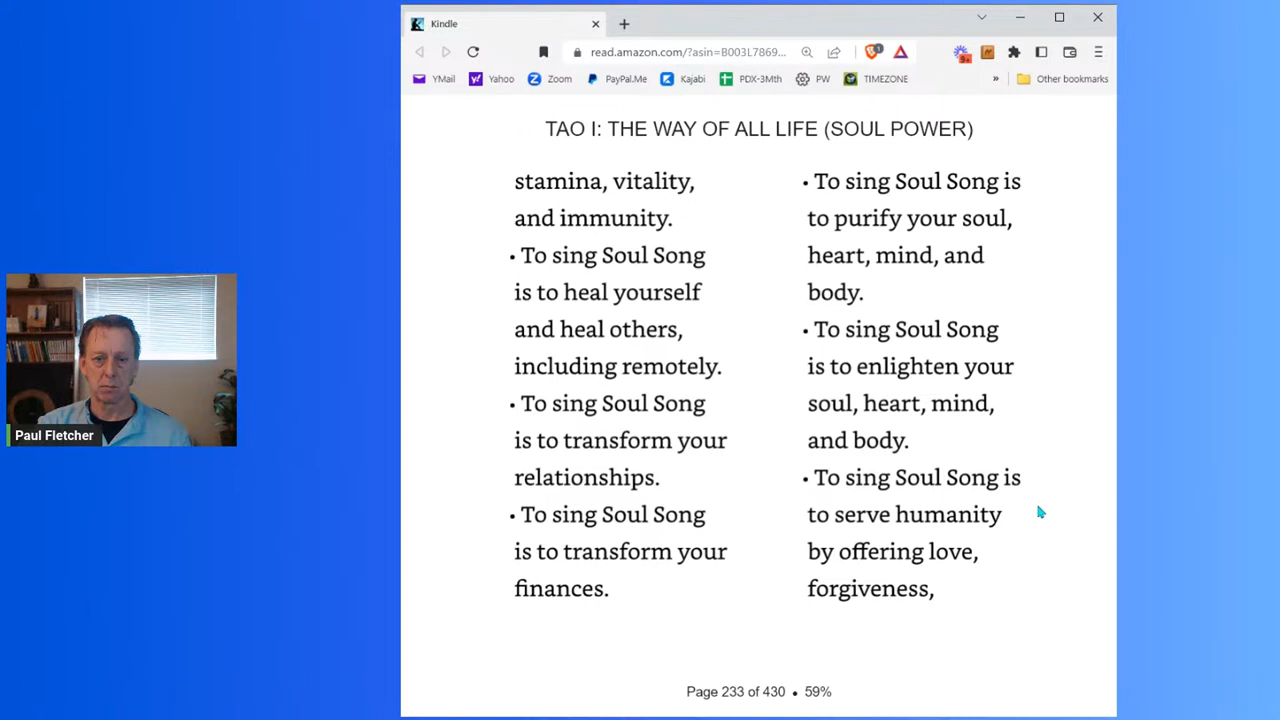 Kindle
read.amazon.com/?asin=B003L7869...
1
9+
YMail
Yahoo
Zoom
PayPal.Me
Kajabi
PDX-3Mth
PW
TIMEZONE
»
Other bookmarks
TAO I: THE WAY OF ALL LIFE (SOUL POWER)
stamina, vitality,
and immunity.
• To sing Soul Song
is to heal yourself
and heal others,
including remotely.
• To sing Soul Song
is to transform your
relationships.
• To sing Soul Song
is to transform your
finances.
• To sing Soul Song is
to purify your soul,
heart, mind, and
body.
• To sing Soul Song
is to enlighten your
soul, heart, mind,
and body.
• To sing Soul Song is
to serve humanity
by offering love,
forgiveness,
Page 233 of 430 • 59%
Paul Fletcher